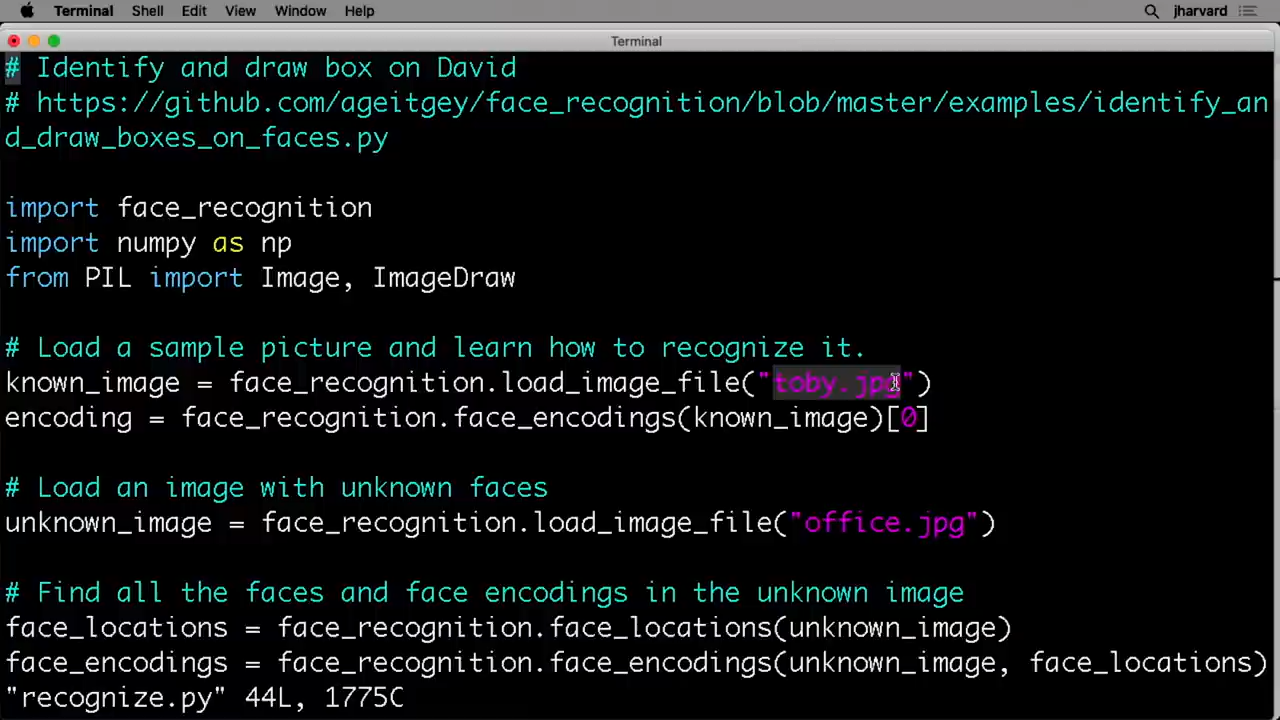 Terminal Shell Edit View Window Help jharvard
Terminal
# Identify and draw box on David
# https://github.com/ageitgey/face_recognition/blob/master/examples/identify_an
d_draw_boxes_on_faces.py
import face_recognition
import numpy as np
from PIL import Image, ImageDraw
# Load a sample picture and learn how to recognize it.
known_image = face_recognition.load_image_file("toby.jpg")
encoding = face_recognition.face_encodings(known_image)[0]
# Load an image with unknown faces
unknown_image = face_recognition.load_image_file("office.jpg")
# Find all the faces and face encodings in the unknown image
face_locations = face_recognition.face_locations(unknown_image)
face_encodings = face_recognition.face_encodings(unknown_image, face_locations)
"recognize.py" 44L, 1775C